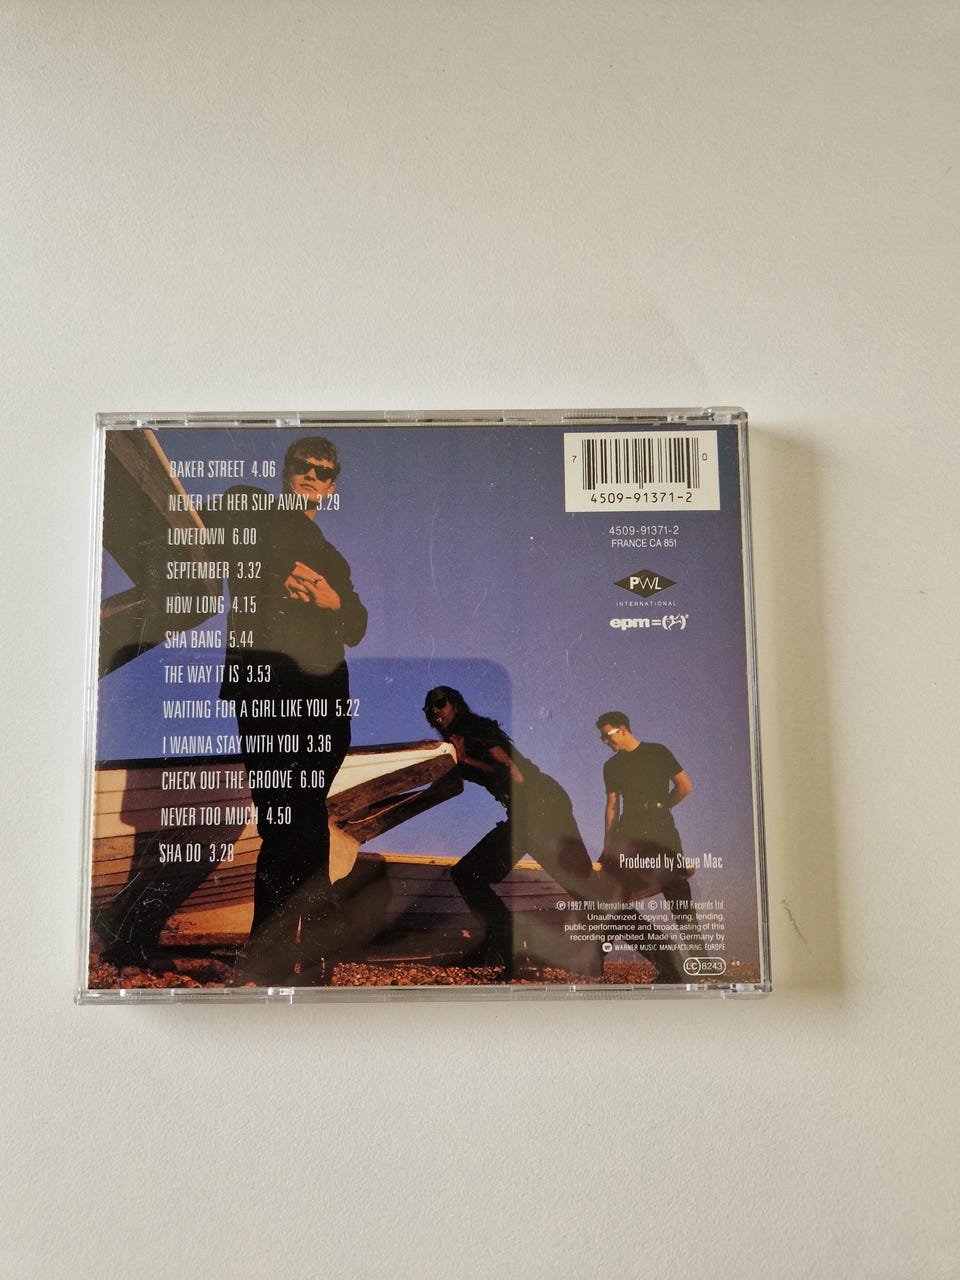 BAKER STREET 4.06
NEVER LET HER SLIP AWAY 3.29
LOVETOWN 6.00
SEPTEMBER 3.32
HOW LONG 4.15
SHA BANG 5.44
THE WAY IT IS 3.53
WAITING FOR A GIRL LIKE YOU 5.22
I WANNA STAY WITH YOU 3.36
CHECK OUT THE GROOVE 6.06
NEVER TOO MUCH 4.50
SHA DO 3.28
7 0
4509-91371-2
4509-91371-2
FRANCE CA 851
PWL
INTERNATIONAL
epm=
Produced by Steve Mac
℗ 1992 PWL International Ltd. © 1992 EPM Records Ltd.
Unauthorized copying, hiring, lending,
public performance and broadcasting of this
recording prohibited. Made in Germany by
WARNER MUSIC MANUFACTURING EUROPE
LC 8243